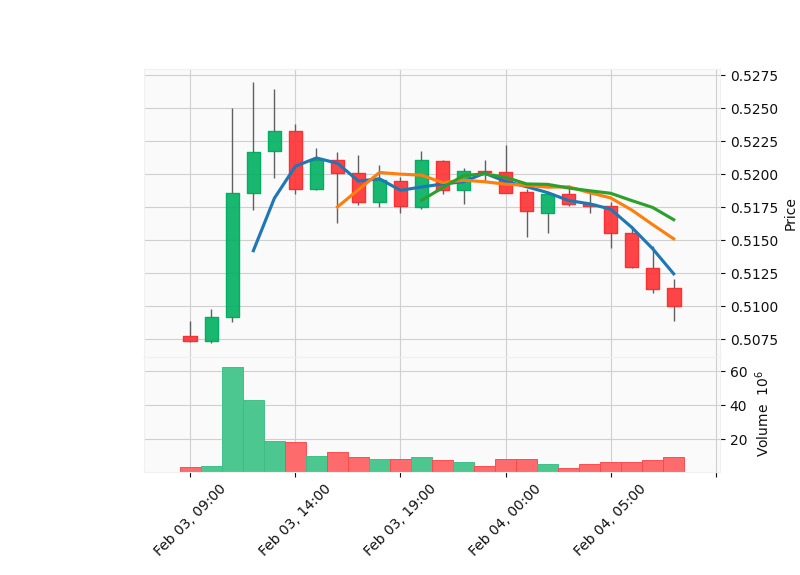 0.5275
0.5250
0.5225
0.5200
0.5175
0.5150
0.5125
0.5100
0.5075
Price
60
40
20
Volume 10⁶
Feb 03, 09:00
Feb 03, 14:00
Feb 03, 19:00
Feb 04, 00:00
Feb 04, 05:00